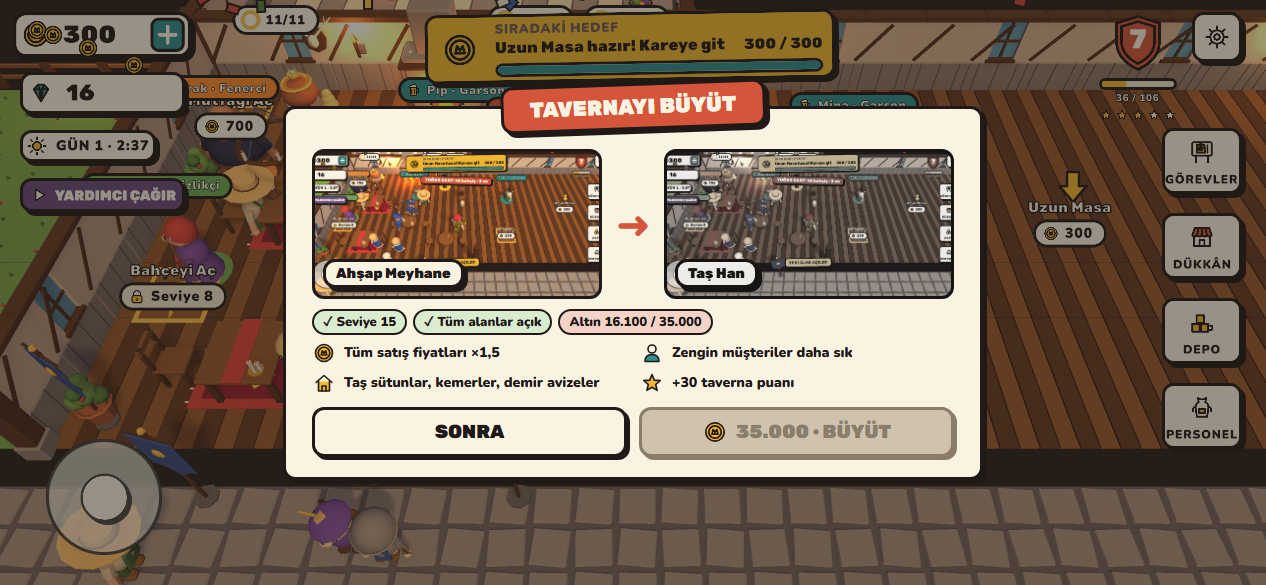 300
11/11
SIRADAKİ HEDEF
Uzun Masa hazır! Kareye git 300 / 300
7
16
rak · Fenerci
700
Pip · Garson
Mina · Garson
36 / 106
TAVERNAYI BÜYÜT
GÜN 1 · 2:37
YARDIMCI ÇAĞIR
GÖREVLER
Uzun Masa
300
DÜKKÂN
Ahşap Meyhane
Taş Han
Bahçeyi Aç
Seviye 8
✓ Seviye 15
✓ Tüm alanlar açık
Altın 16.100 / 35.000
Tüm satış fiyatları ×1,5
Zengin müşteriler daha sık
Taş sütunlar, kemerler, demir avizeler
+30 taverna puanı
DEPO
SONRA
35.000 · BÜYÜT
PERSONEL